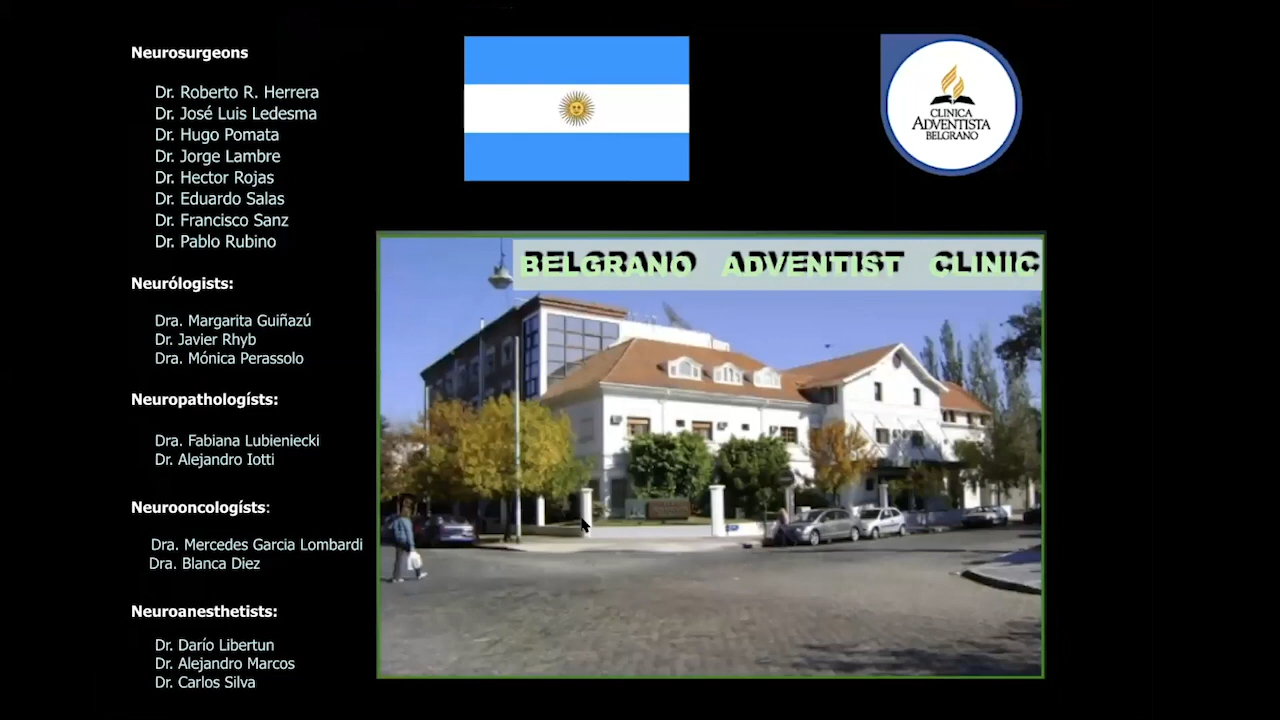 Neurosurgeons
Dr. Roberto R. Herrera
Dr. José Luis Ledesma
Dr. Hugo Pomata
Dr. Jorge Lambre
Dr. Hector Rojas
Dr. Eduardo Salas
Dr. Francisco Sanz
Dr. Pablo Rubino
Neurólogists:
Dra. Margarita Guiñazú
Dr. Javier Rhyb
Dra. Mónica Perassolo
Neuropathologísts:
Dra. Fabiana Lubieniecki
Dr. Alejandro Iotti
Neurooncologísts:
Dra. Mercedes Garcia Lombardi
Dra. Blanca Diez
Neuroanesthetists:
Dr. Darío Libertun
Dr. Alejandro Marcos
Dr. Carlos Silva
CLINICA
ADVENTISTA
BELGRANO
BELGRANO ADVENTIST CLINIC